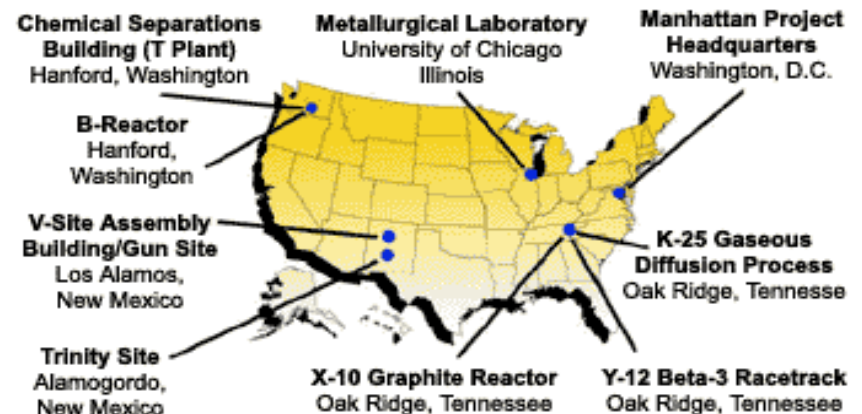 Chemical Separations
Building (T Plant)
Hanford, Washington
Metallurgical Laboratory
University of Chicago
Illinois
Manhattan Project
Headquarters
Washington, D.C.
B-Reactor
Hanford,
Washington
V-Site Assembly
Building/Gun Site
Los Alamos,
New Mexico
K-25 Gaseous
Diffusion Process
Oak Ridge, Tennesse
Trinity Site
Alamogordo,
New Mexico
X-10 Graphite Reactor
Oak Ridge, Tennessee
Y-12 Beta-3 Racetrack
Oak Ridge, Tennessee